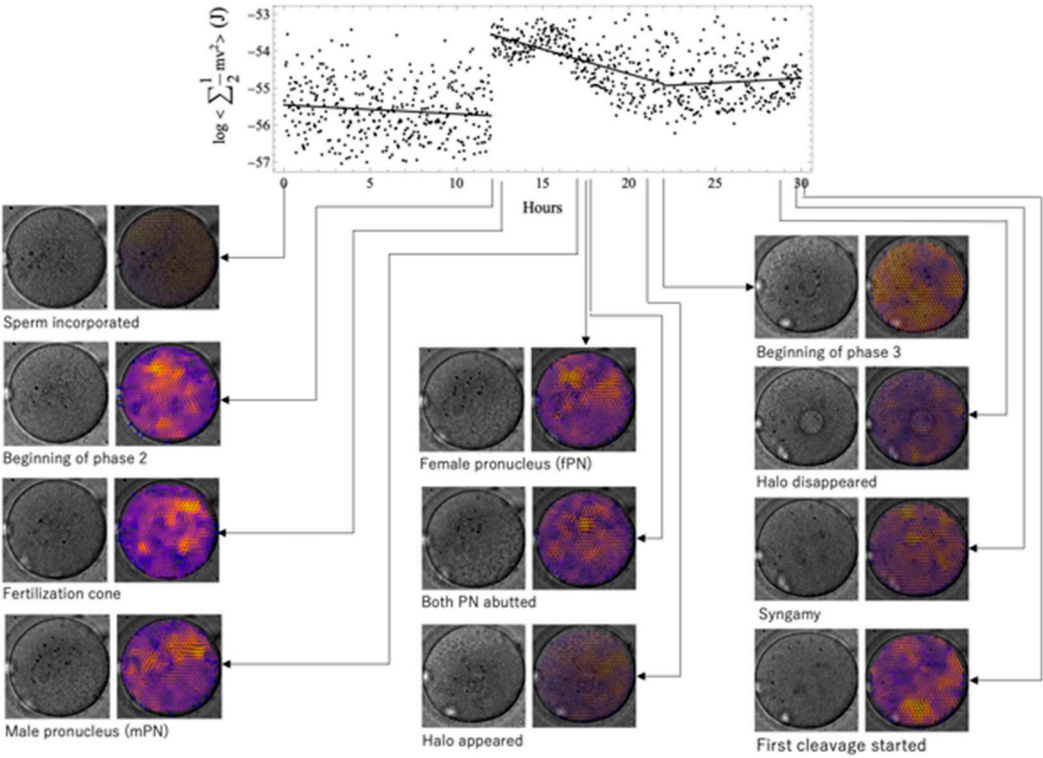 log < ∑ 1/2 mv² > (J)
−53
−54
−55
−56
−57
0 5 10 15 20 25 30
Hours
Sperm incorporated
Beginning of phase 2
Fertilization cone
Male pronucleus (mPN)
Female pronucleus (fPN)
Both PN abutted
Halo appeared
Beginning of phase 3
Halo disappeared
Syngamy
First cleavage started